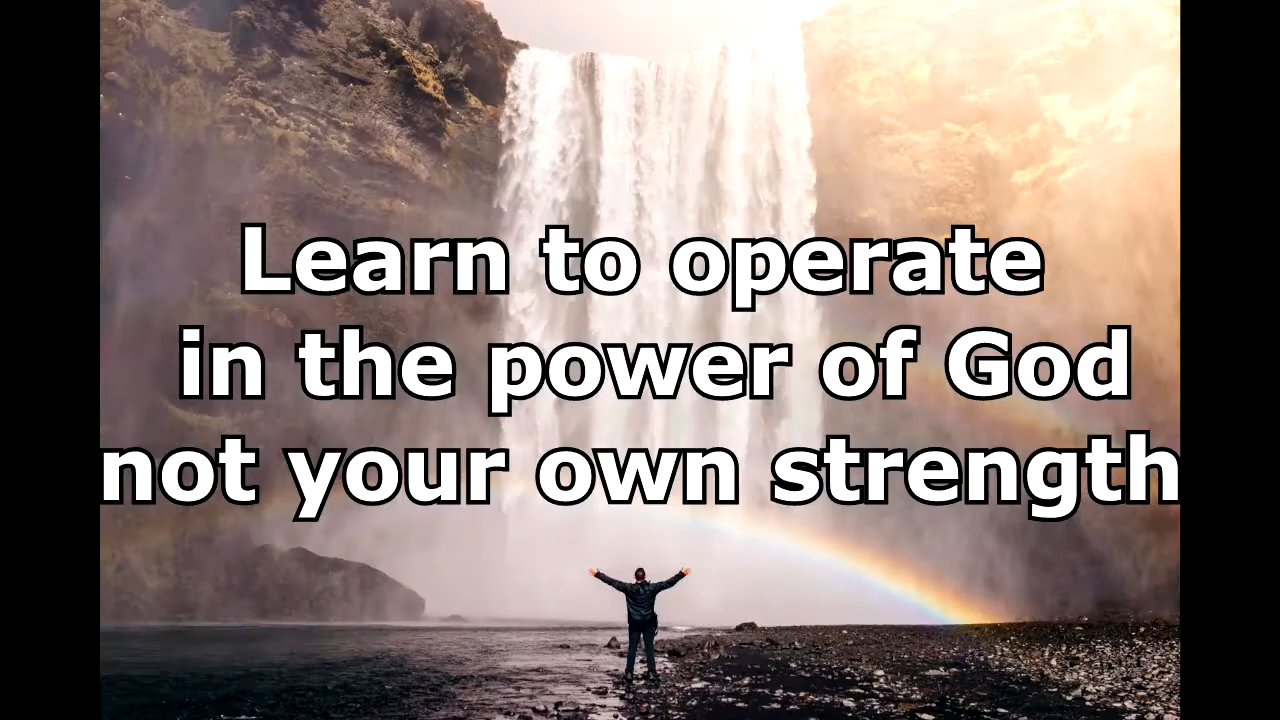 Learn to operate
in the power of God
not your own strength